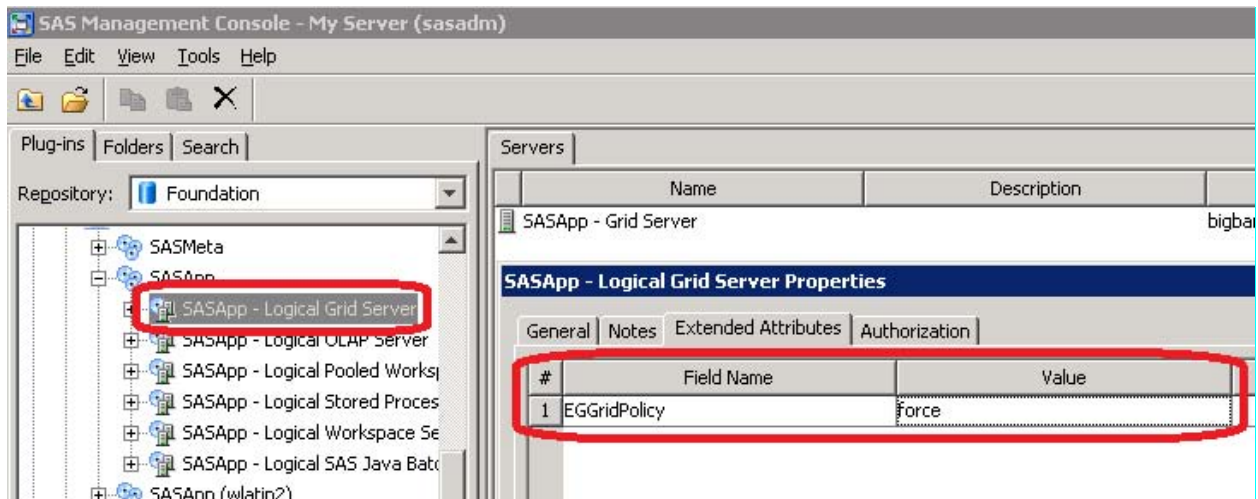 SAS Management Console - My Server (sasadm)
File Edit View Tools Help
Plug-ins Folders Search
Repository: Foundation
SASMeta
SASApp
SASApp - Logical Grid Server
SASApp - Logical OLAP Server
SASApp - Logical Pooled Worksp
SASApp - Logical Stored Proces
SASApp - Logical Workspace Se
SASApp - Logical SAS Java Batc
SASApp (wlatin2)
Servers
Name Description
SASApp - Grid Server bigbar
SASApp - Logical Grid Server Properties
General Notes Extended Attributes Authorization
# Field Name Value
1 EGGridPolicy force